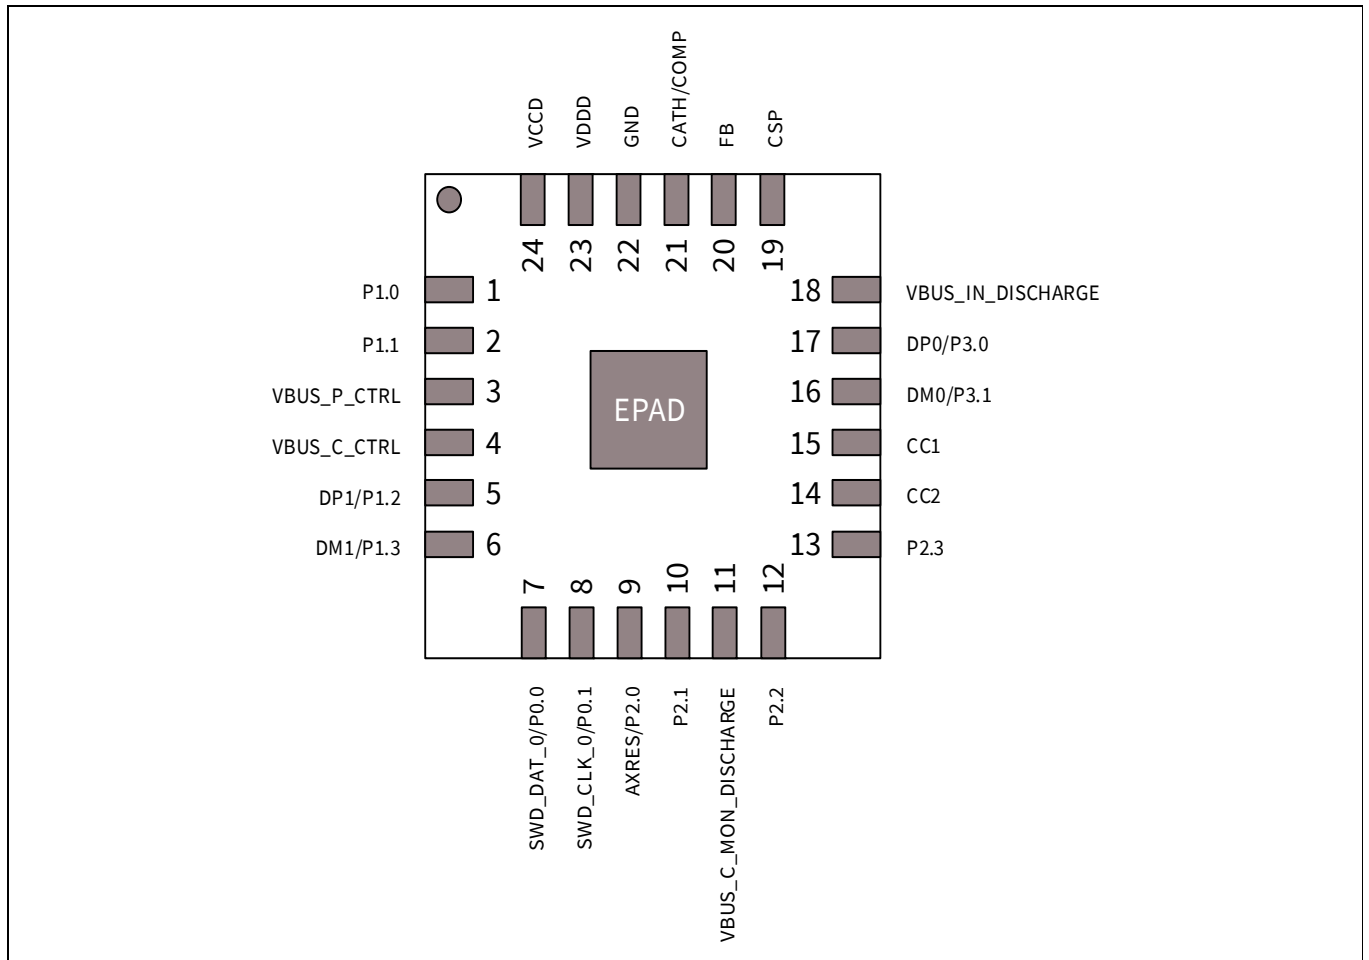 VCCD
VDDD
GND
CATH/COMP
FB
CSP
24
23
22
21
20
19
P1.0
1
18
VBUS_IN_DISCHARGE
P1.1
2
17
DP0/P3.0
VBUS_P_CTRL
3
16
DM0/P3.1
EPAD
VBUS_C_CTRL
4
15
CC1
DP1/P1.2
5
14
CC2
DM1/P1.3
6
13
P2.3
7
8
9
10
11
12
SWD_DAT_0/P0.0
SWD_CLK_0/P0.1
AXRES/P2.0
P2.1
VBUS_C_MON_DISCHARGE
P2.2